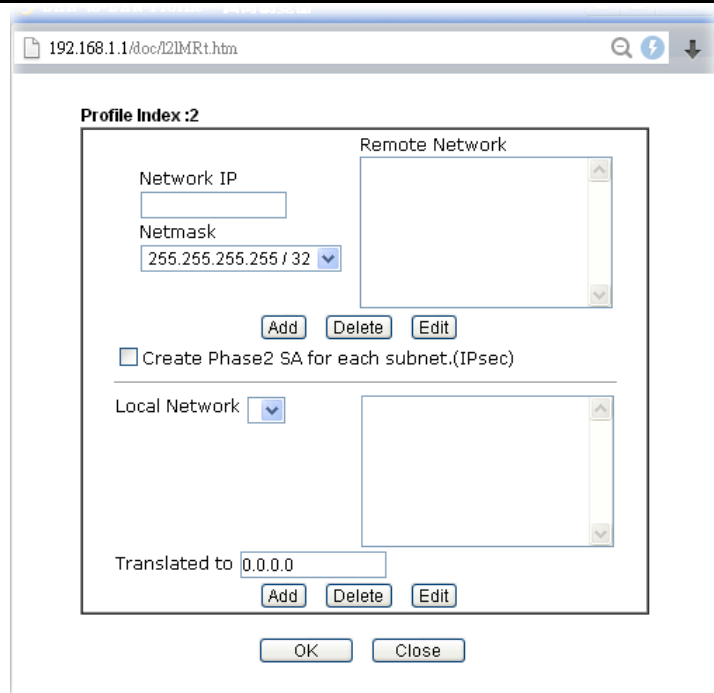 192.168.1.1/doc/l2lMRt.htm
Profile Index :2
Remote Network
Network IP
Netmask
255.255.255.255 / 32
Add Delete Edit
Create Phase2 SA for each subnet.(IPsec)
Local Network
Translated to 0.0.0.0
Add Delete Edit
OK Close